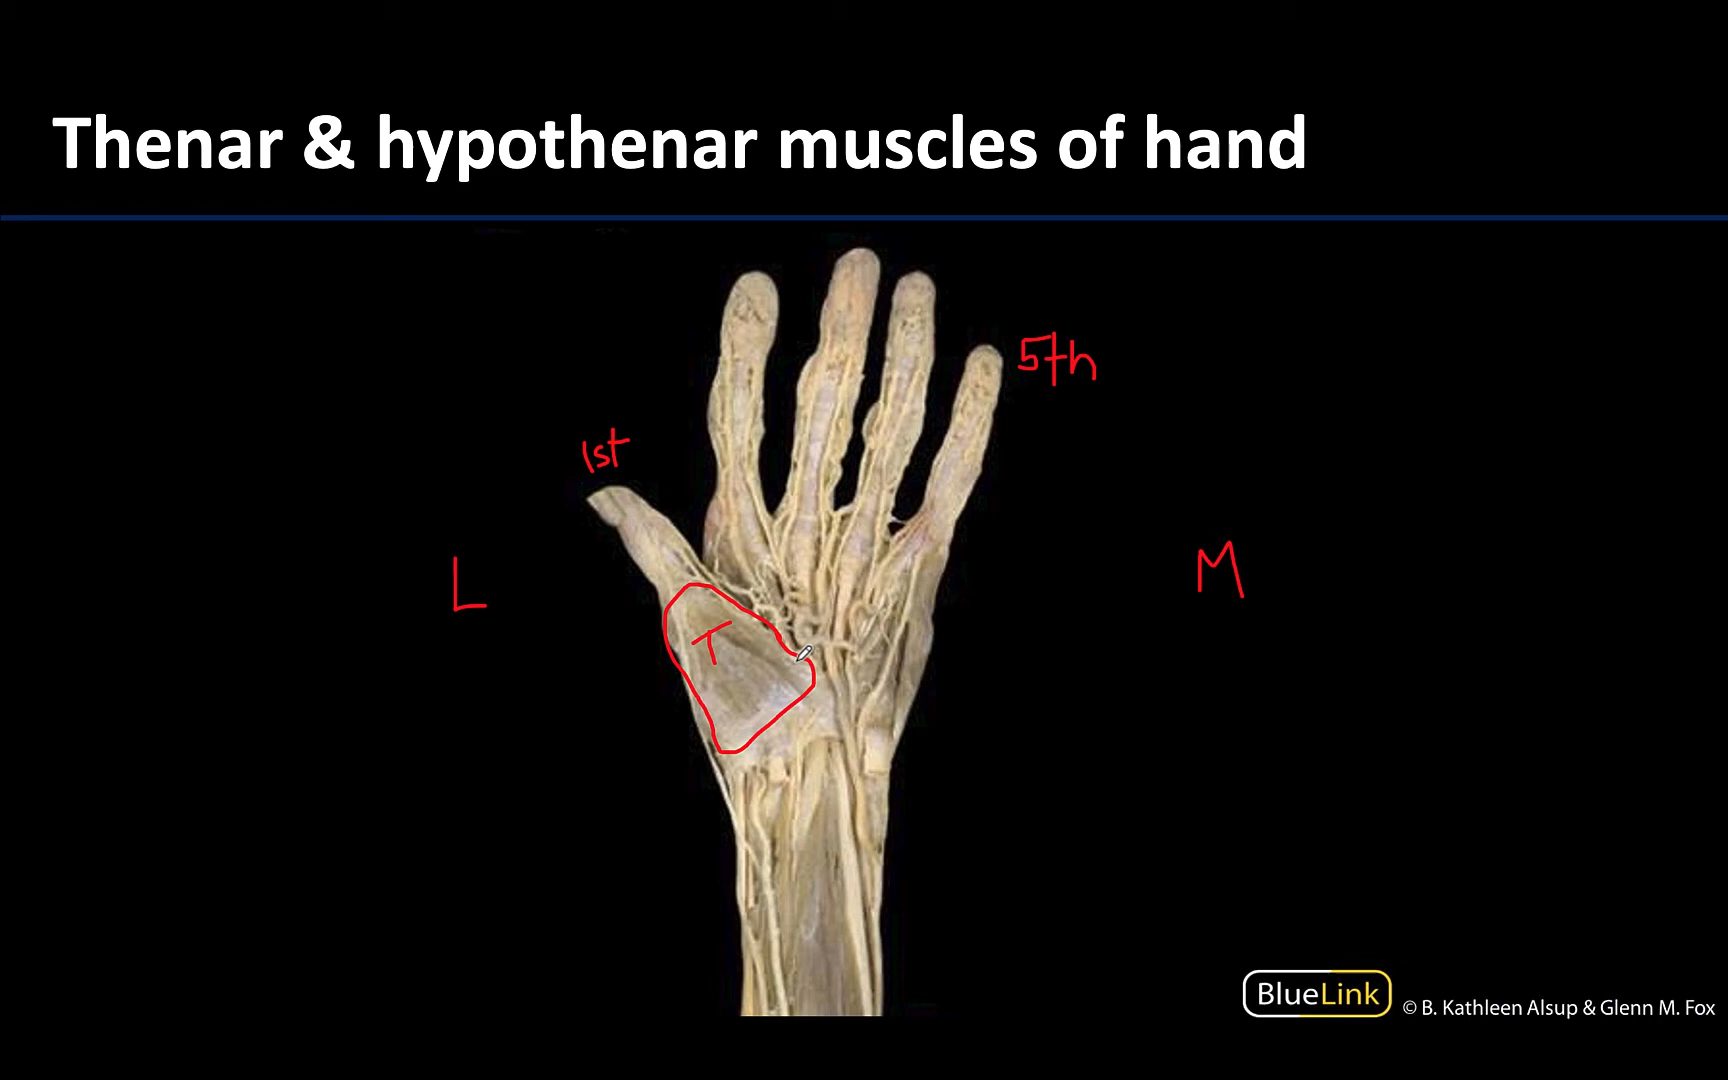 Thenar & hypothenar muscles of hand
5th
1st
L
M
T
BlueLink © B. Kathleen Alsup & Glenn M. Fox